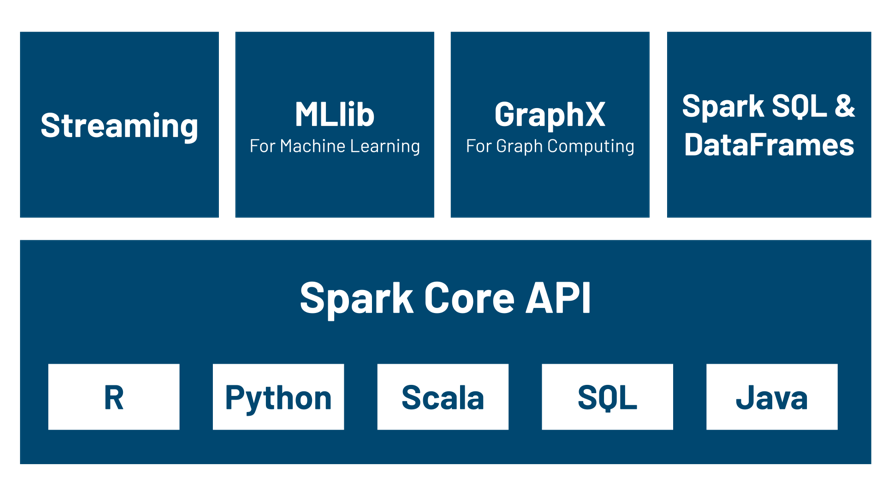 Streaming
MLlib
For Machine Learning
GraphX
For Graph Computing
Spark SQL &
DataFrames
Spark Core API
R
Python
Scala
SQL
Java